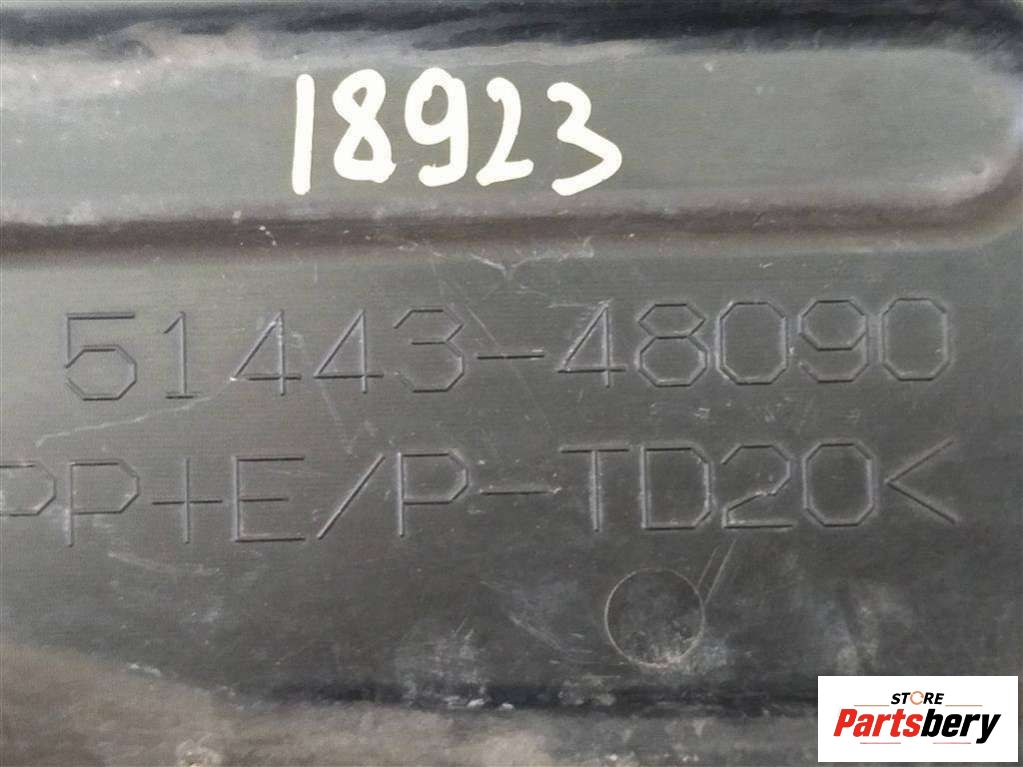 18923
51443-48090
PP+E/P-TD20<
STORE
Partsbery